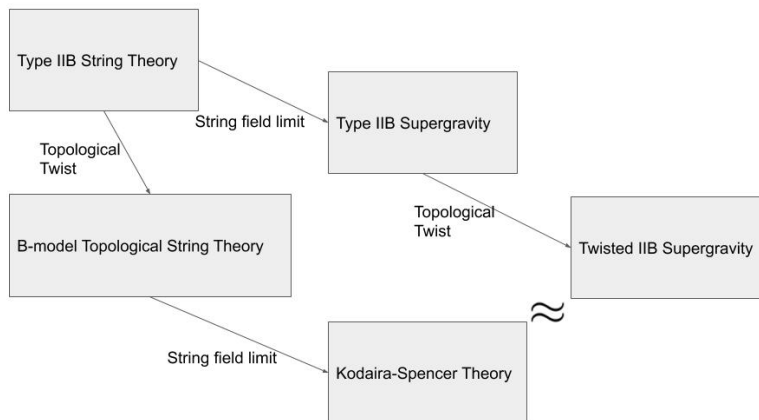 Type IIB String Theory
String field limit
Type IIB Supergravity
Topological
Twist
B-model Topological String Theory
Topological
Twist
Twisted IIB Supergravity
≈
String field limit
Kodaira-Spencer Theory